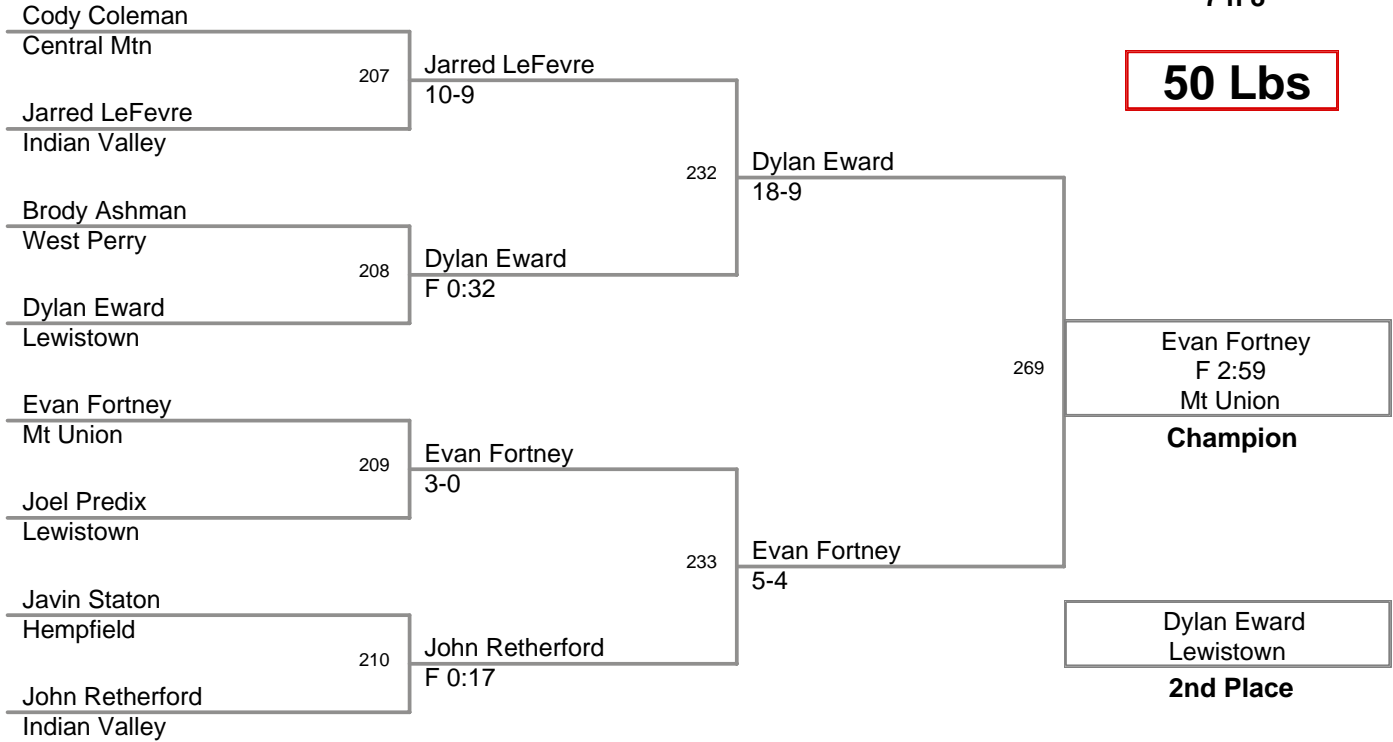 7 n 8
50 Lbs
Cody Coleman
Central Mtn
207
Jarred LeFevre
Indian Valley
Jarred LeFevre
10-9
Brody Ashman
West Perry
208
Dylan Eward
Lewistown
Dylan Eward
F 0:32
232
Dylan Eward
18-9
Evan Fortney
Mt Union
209
Joel Predix
Lewistown
Evan Fortney
3-0
Javin Staton
Hempfield
210
John Retherford
Indian Valley
John Retherford
F 0:17
233
Evan Fortney
5-4
269
Evan Fortney
F 2:59
Mt Union
Champion
Dylan Eward
Lewistown
2nd Place